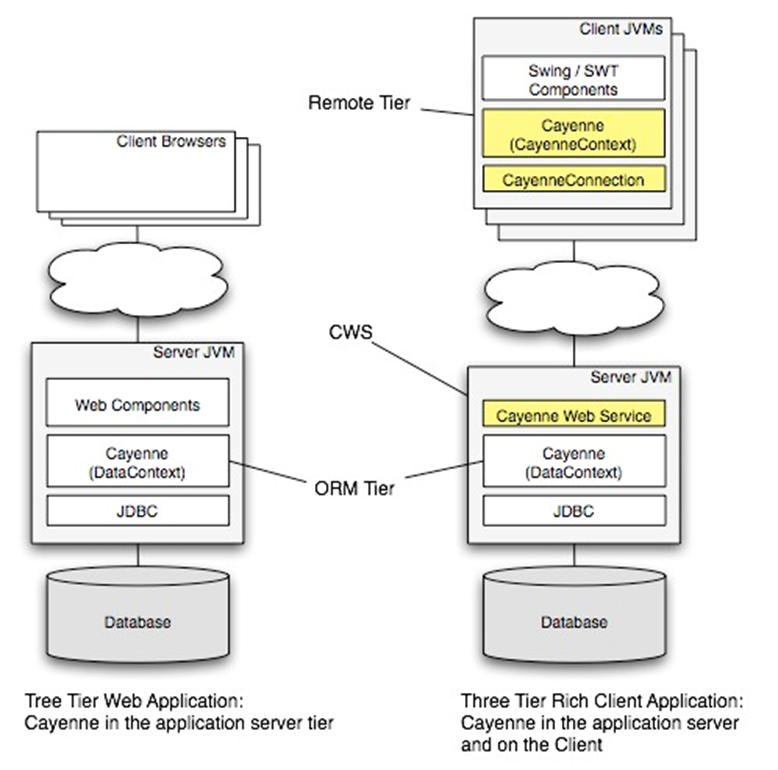 Client JVMs
Swing / SWT
Components
Remote Tier
Cayenne
(CayenneContext)
CayenneConnection
Client Browsers
CWS
Server JVM
Web Components
Cayenne
(DataContext)
JDBC
ORM Tier
Server JVM
Cayenne Web Service
Cayenne
(DataContext)
JDBC
Database
Database
Tree Tier Web Application:
Cayenne in the application server tier
Three Tier Rich Client Application:
Cayenne in the application server
and on the Client